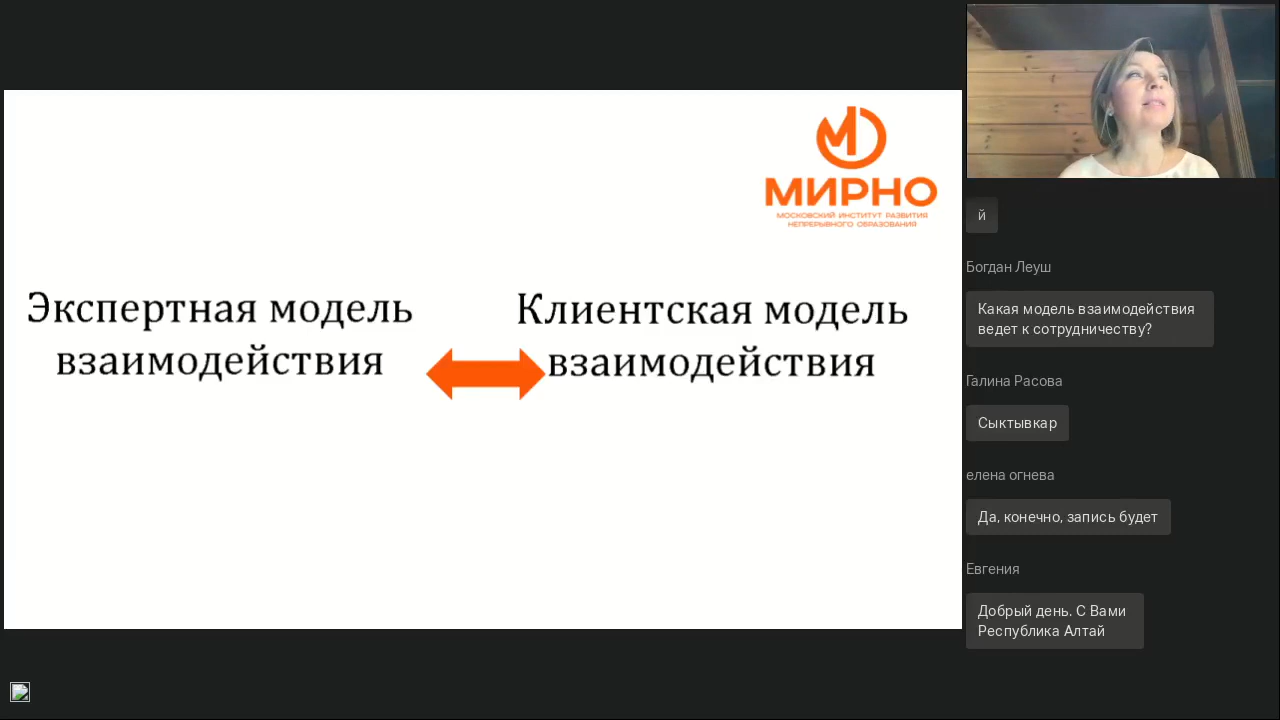 МИРНО
МОСКОВСКИЙ ИНСТИТУТ РАЗВИТИЯ
НЕПРЕРЫВНОГО ОБРАЗОВАНИЯ
Экспертная модель
взаимодействия
Клиентская модель
взаимодействия
й
Богдан Леуш
Какая модель взаимодействия
ведет к сотрудничеству?
Галина Расова
Сыктывкар
елена огнева
Да, конечно, запись будет
Евгения
Добрый день. С Вами
Республика Алтай